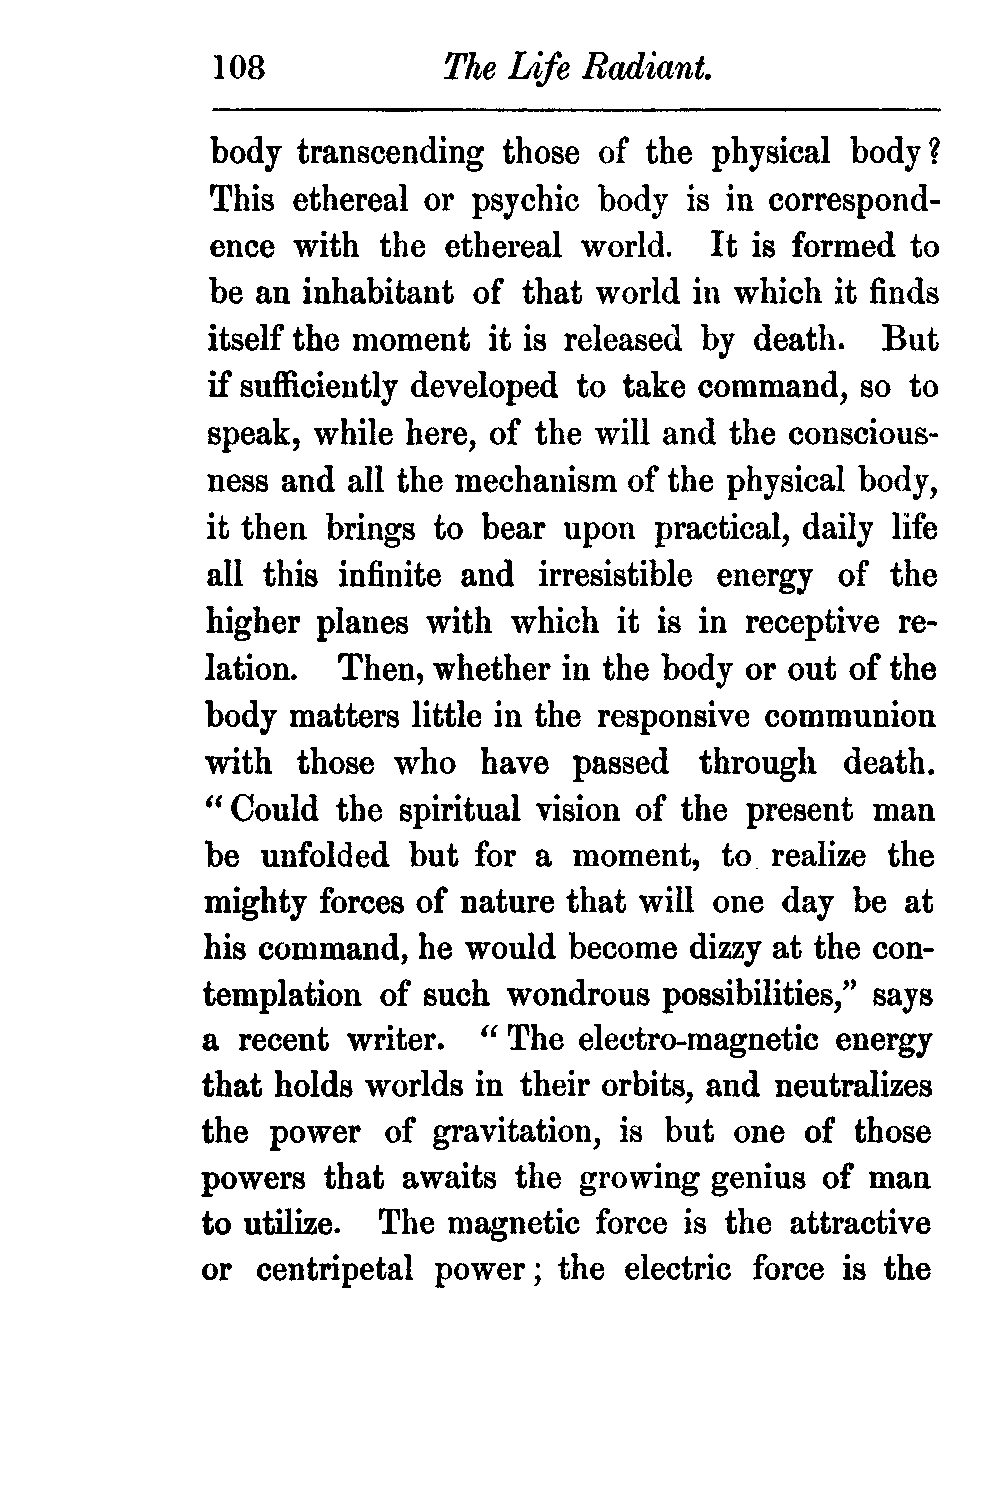 108 The Life Radiant.
body transcending those of the physical body?
This ethereal or psychic body is in correspond-
ence with the ethereal world. It is formed to
be an inhabitant of that world in which it finds
itself the moment it is released by death. But
if sufficiently developed to take command, so to
speak, while here, of the will and the conscious-
ness and all the mechanism of the physical body,
it then brings to bear upon practical, daily life
all this infinite and irresistible energy of the
higher planes with which it is in receptive re-
lation. Then, whether in the body or out of the
body matters little in the responsive communion
with those who have passed through death.
“Could the spiritual vision of the present man
be unfolded but for a moment, to realize the
mighty forces of nature that will one day be at
his command, he would become dizzy at the con-
templation of such wondrous possibilities,” says
a recent writer. “The electro-magnetic energy
that holds worlds in their orbits, and neutralizes
the power of gravitation, is but one of those
powers that awaits the growing genius of man
to utilize. The magnetic force is the attractive
or centripetal power; the electric force is the